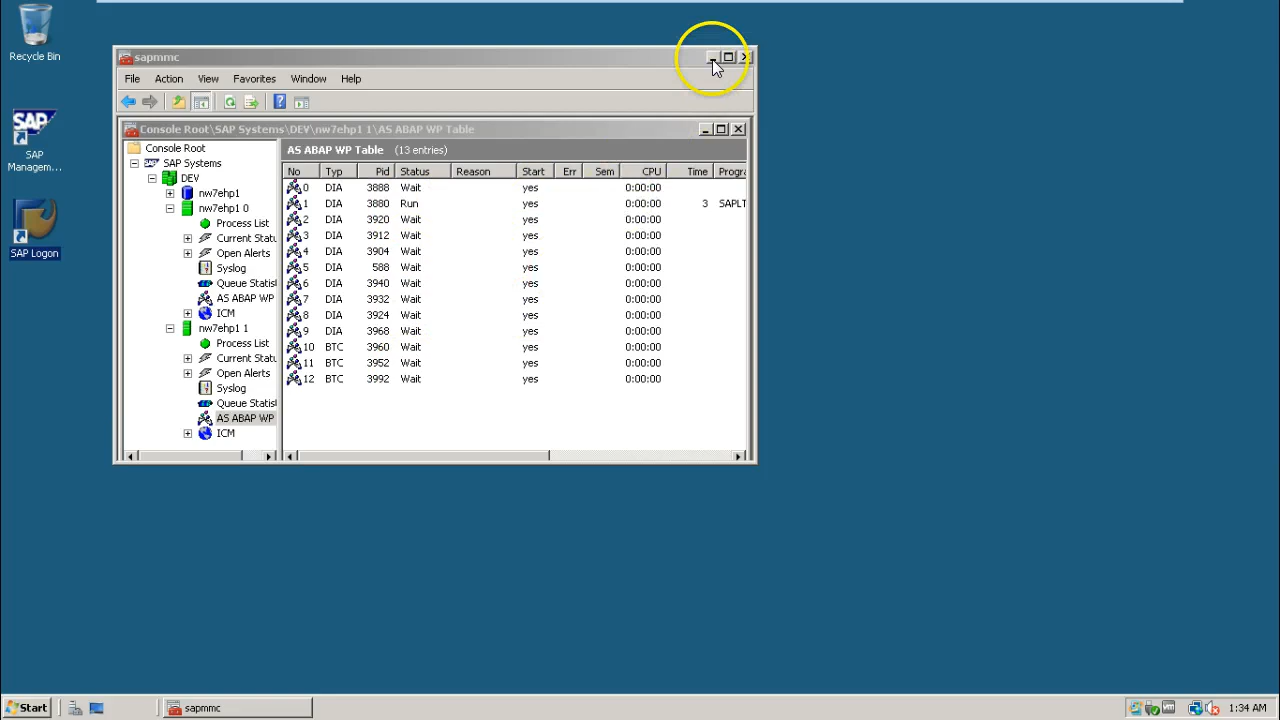 Recycle Bin
SAP
Managem...
SAP Logon
sapmmc
File Action View Favorites Window Help
Console Root\SAP Systems\DEV\nw7ehp1 1\AS ABAP WP Table
Console Root
SAP Systems
DEV
nw7ehp1
nw7ehp1 0
Process List
Current Statu
Open Alerts
Syslog
Queue Statis
AS ABAP WP
ICM
nw7ehp1 1
Process List
Current Statu
Open Alerts
Syslog
Queue Statis
AS ABAP WP
ICM
AS ABAP WP Table (13 entries)
No Typ Pid Status Reason Start Err Sem CPU Time Progra
0 DIA 3888 Wait yes 0:00:00
1 DIA 3880 Run yes 3 SAPLT
2 DIA 3920 Wait yes 0:00:00
3 DIA 3912 Wait yes 0:00:00
4 DIA 3904 Wait yes 0:00:00
5 DIA 588 Wait yes 0:00:00
6 DIA 3940 Wait yes 0:00:00
7 DIA 3932 Wait yes 0:00:00
8 DIA 3924 Wait yes 0:00:00
9 DIA 3968 Wait yes 0:00:00
10 BTC 3960 Wait yes 0:00:00
11 BTC 3952 Wait yes 0:00:00
12 BTC 3992 Wait yes 0:00:00
Start sapmmc 1:34 AM